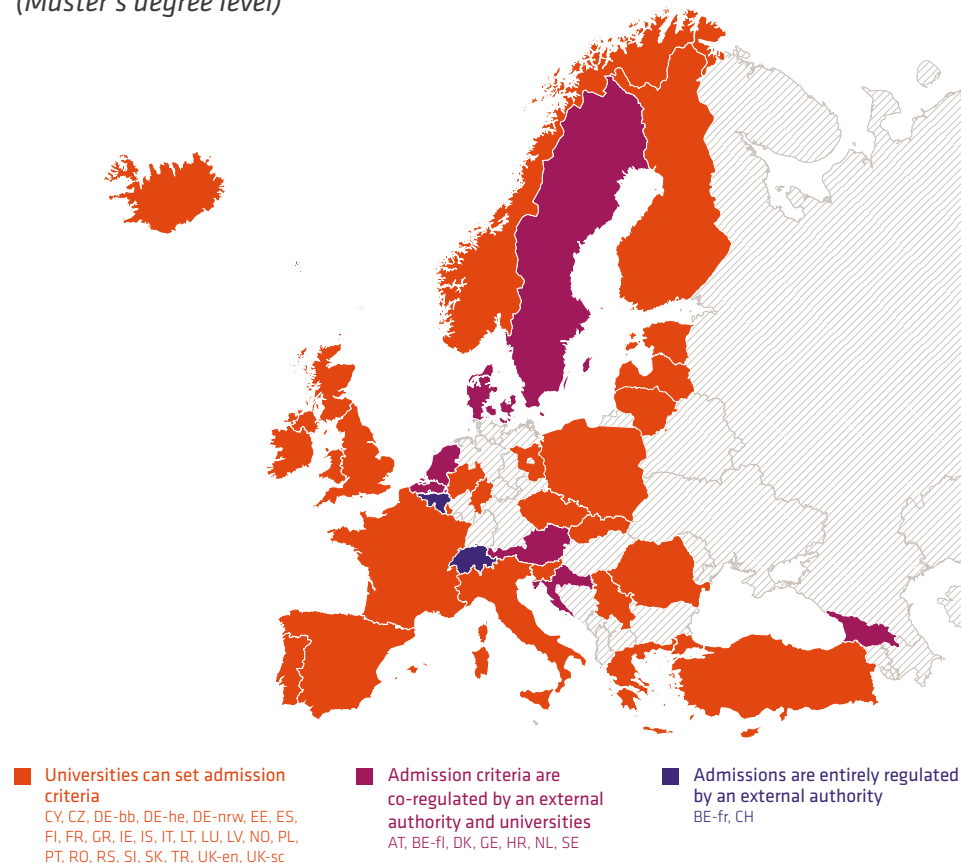 (Master's degree level)
Universities can set admission
criteria
CY, CZ, DE-bb, DE-he, DE-nrw, EE, ES,
FI, FR, GR, IE, IS, IT, LT, LU, LV, NO, PL,
PT, RO, RS, SI, SK, TR, UK-en, UK-sc
Admission criteria are
co-regulated by an external
authority and universities
AT, BE-fl, DK, GE, HR, NL, SE
Admissions are entirely regulated
by an external authority
BE-fr, CH